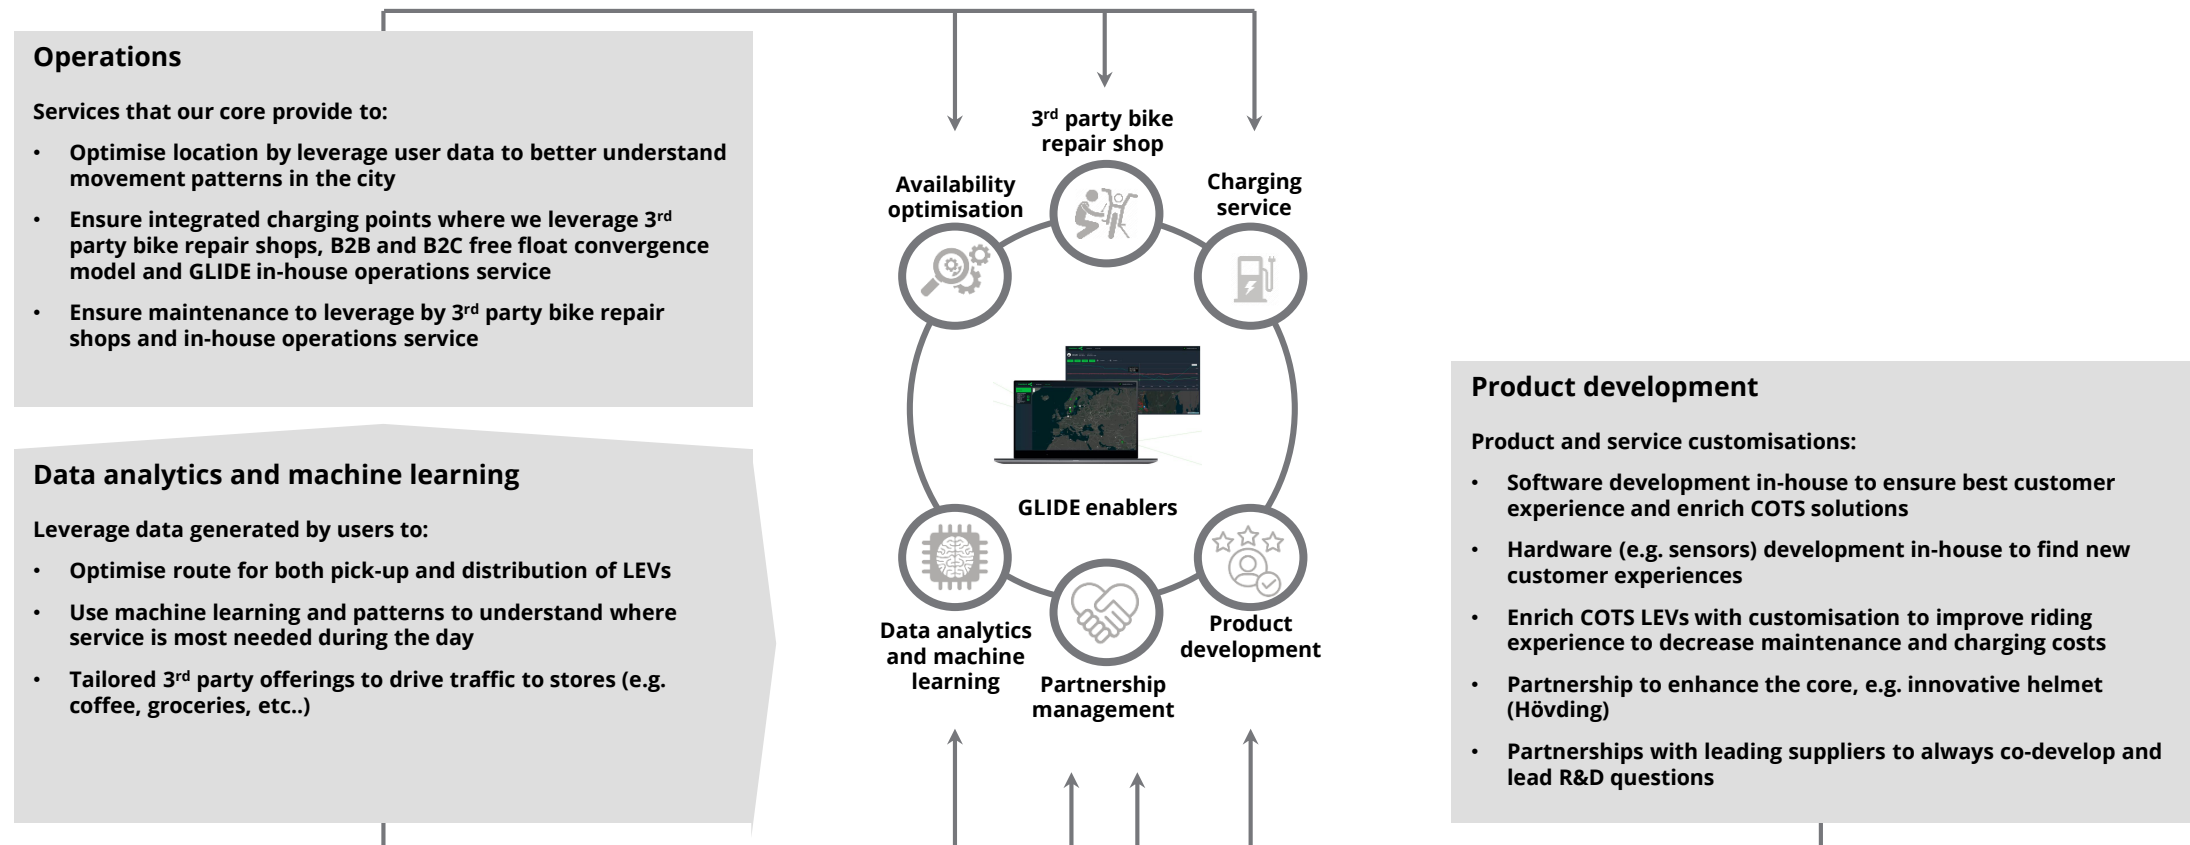 Operations
Services that our core provide to:
• Optimise location by leverage user data to better understand
movement patterns in the city
• Ensure integrated charging points where we leverage 3rd
party bike repair shops, B2B and B2C free float convergence
model and GLIDE in-house operations service
• Ensure maintenance to leverage by 3rd party bike repair
shops and in-house operations service
Data analytics and machine learning
Leverage data generated by users to:
• Optimise route for both pick-up and distribution of LEVs
• Use machine learning and patterns to understand where
service is most needed during the day
• Tailored 3rd party offerings to drive traffic to stores (e.g.
coffee, groceries, etc..)
3rd party bike
repair shop
Availability
optimisation
Charging
service
GLIDE enablers
Data analytics
and machine
learning
Partnership
management
Product
development
Product development
Product and service customisations:
• Software development in-house to ensure best customer
experience and enrich COTS solutions
• Hardware (e.g. sensors) development in-house to find new
customer experiences
• Enrich COTS LEVs with customisation to improve riding
experience to decrease maintenance and charging costs
• Partnership to enhance the core, e.g. innovative helmet
(Hövding)
• Partnerships with leading suppliers to always co-develop and
lead R&D questions